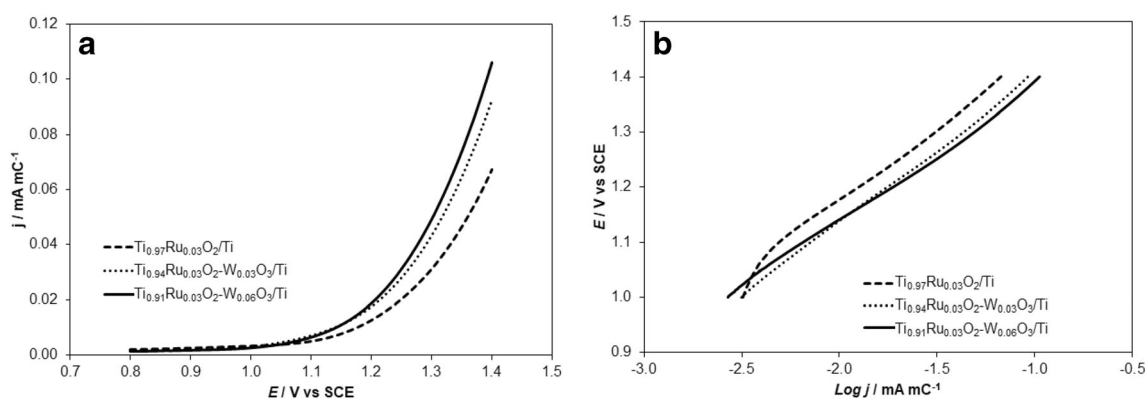 a
0.12
0.10
0.08
0.06
0.04
0.02
0.00
j / mA mC⁻¹
Ti₀.₉₇Ru₀.₀₃O₂/Ti
Ti₀.₉₄Ru₀.₀₃O₂-W₀.₀₃O₃/Ti
Ti₀.₉₁Ru₀.₀₃O₂-W₀.₀₆O₃/Ti
0.7 0.8 0.9 1.0 1.1 1.2 1.3 1.4 1.5
E / V vs SCE
b
1.5
1.4
1.3
1.2
1.1
1.0
0.9
E / V vs SCE
Ti₀.₉₇Ru₀.₀₃O₂/Ti
Ti₀.₉₄Ru₀.₀₃O₂-W₀.₀₃O₃/Ti
Ti₀.₉₁Ru₀.₀₃O₂-W₀.₀₆O₃/Ti
-3.0 -2.5 -2.0 -1.5 -1.0 -0.5
Log j / mA mC⁻¹